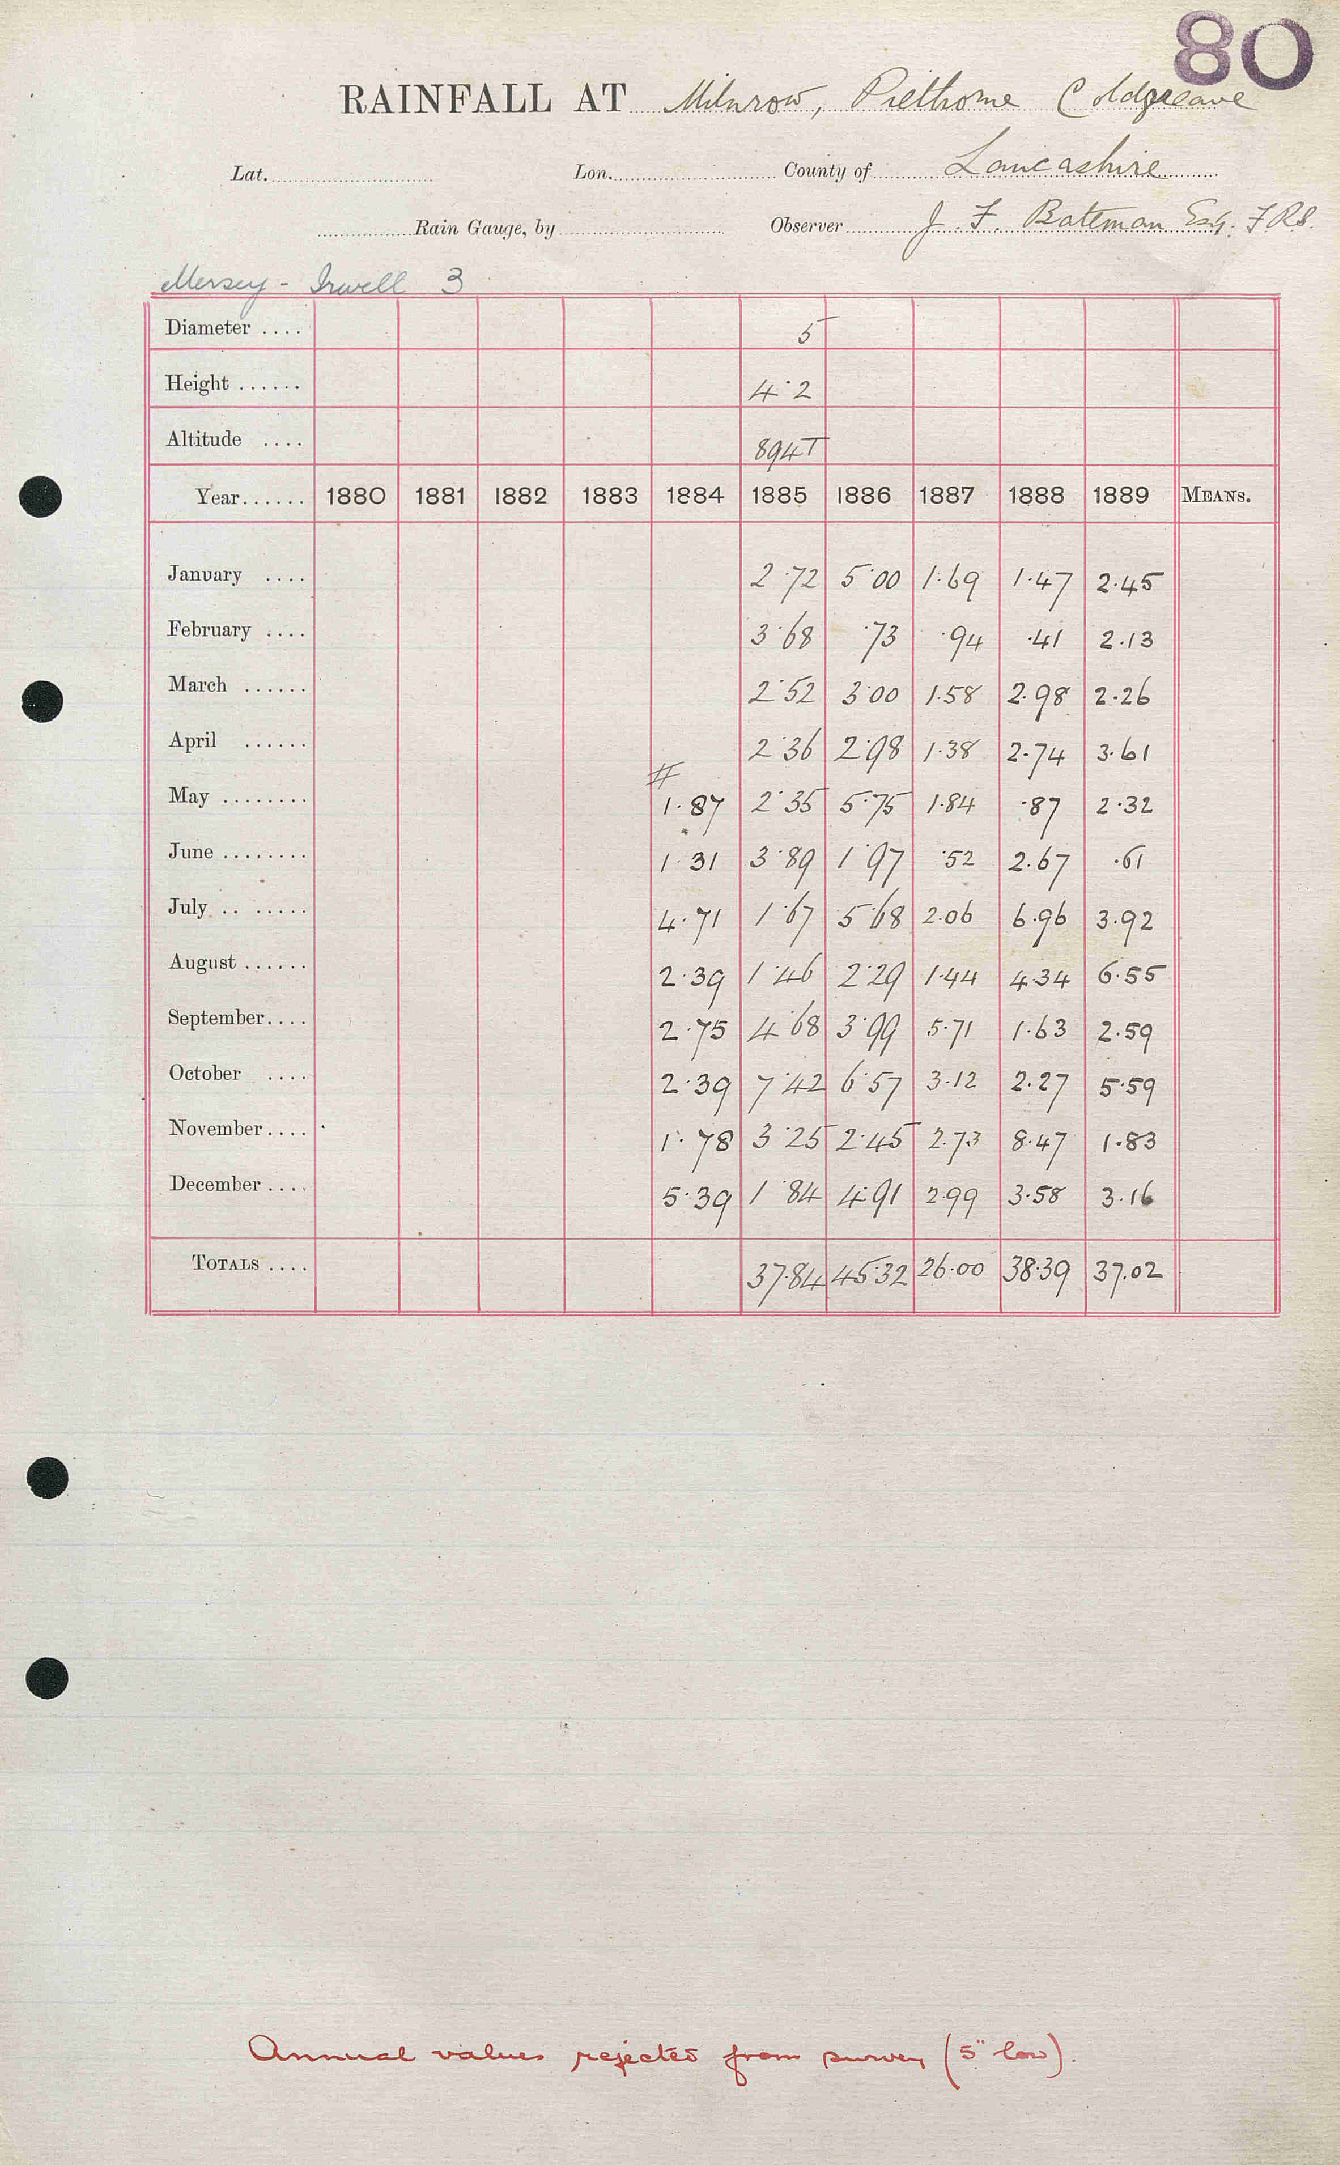 80
RAINFALL AT Milnrow, Piethorne Coldgreave
Lat. Lon. County of Lancashire
Rain Gauge, by Observer J. F. Bateman Esq. F.R.S.
Mersey - Irwell 3
Diameter .... 5
Height ...... 4·2
Altitude .... 894T
Year...... 1880 1881 1882 1883 1884 1885 1886 1887 1888 1889 MEANS.
January .... 2·72 5·00 1·69 1·47 2·45
February .... 3·68 ·73 ·94 ·41 2·13
March ...... 2·52 3·00 1·58 2·98 2·26
April ...... 2·36 2·98 1·38 2·74 3·61
#
May ........ 1·87 2·35 5·75 1·84 ·87 2·32
June ........ 1·31 3·89 1·97 ·52 2·67 ·61
July .. ..... 4·71 1·67 5·68 2·06 6·96 3·92
August ...... 2·39 1·46 2·29 1·44 4·34 6·55
September.... 2·75 4·68 3·99 5·71 1·63 2·59
October .... 2·39 7·42 6·57 3·12 2·27 5·59
November.... 1·78 3·25 2·45 2·73 8·47 1·83
December .... 5·39 1·84 4·91 2·99 3·58 3·16
TOTALS .... 37·84 45·32 26·00 38·39 37·02
Annual values rejected from survey (5" low).